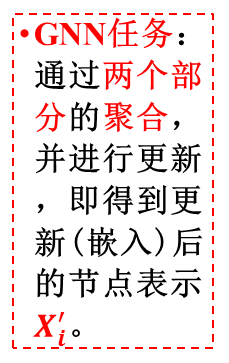 •GNN任务：
通过两个部
分的聚合，
并进行更新
，即得到更
新(嵌入)后
的节点表示
X′ᵢ。